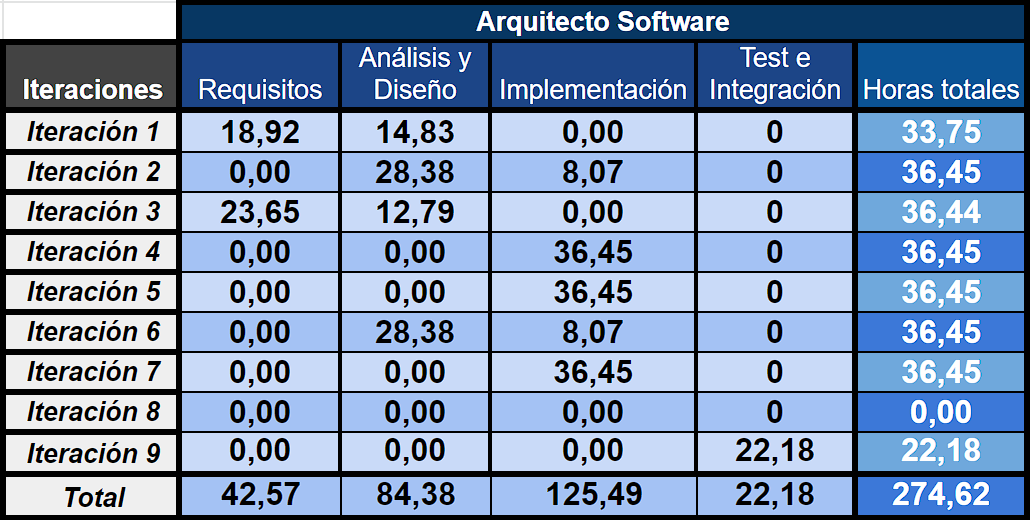 Arquitecto Software
Iteraciones Requisitos Análisis y Diseño Implementación Test e Integración Horas totales
Iteración 1 18,92 14,83 0,00 0 33,75
Iteración 2 0,00 28,38 8,07 0 36,45
Iteración 3 23,65 12,79 0,00 0 36,44
Iteración 4 0,00 0,00 36,45 0 36,45
Iteración 5 0,00 0,00 36,45 0 36,45
Iteración 6 0,00 28,38 8,07 0 36,45
Iteración 7 0,00 0,00 36,45 0 36,45
Iteración 8 0,00 0,00 0,00 0 0,00
Iteración 9 0,00 0,00 0,00 22,18 22,18
Total 42,57 84,38 125,49 22,18 274,62